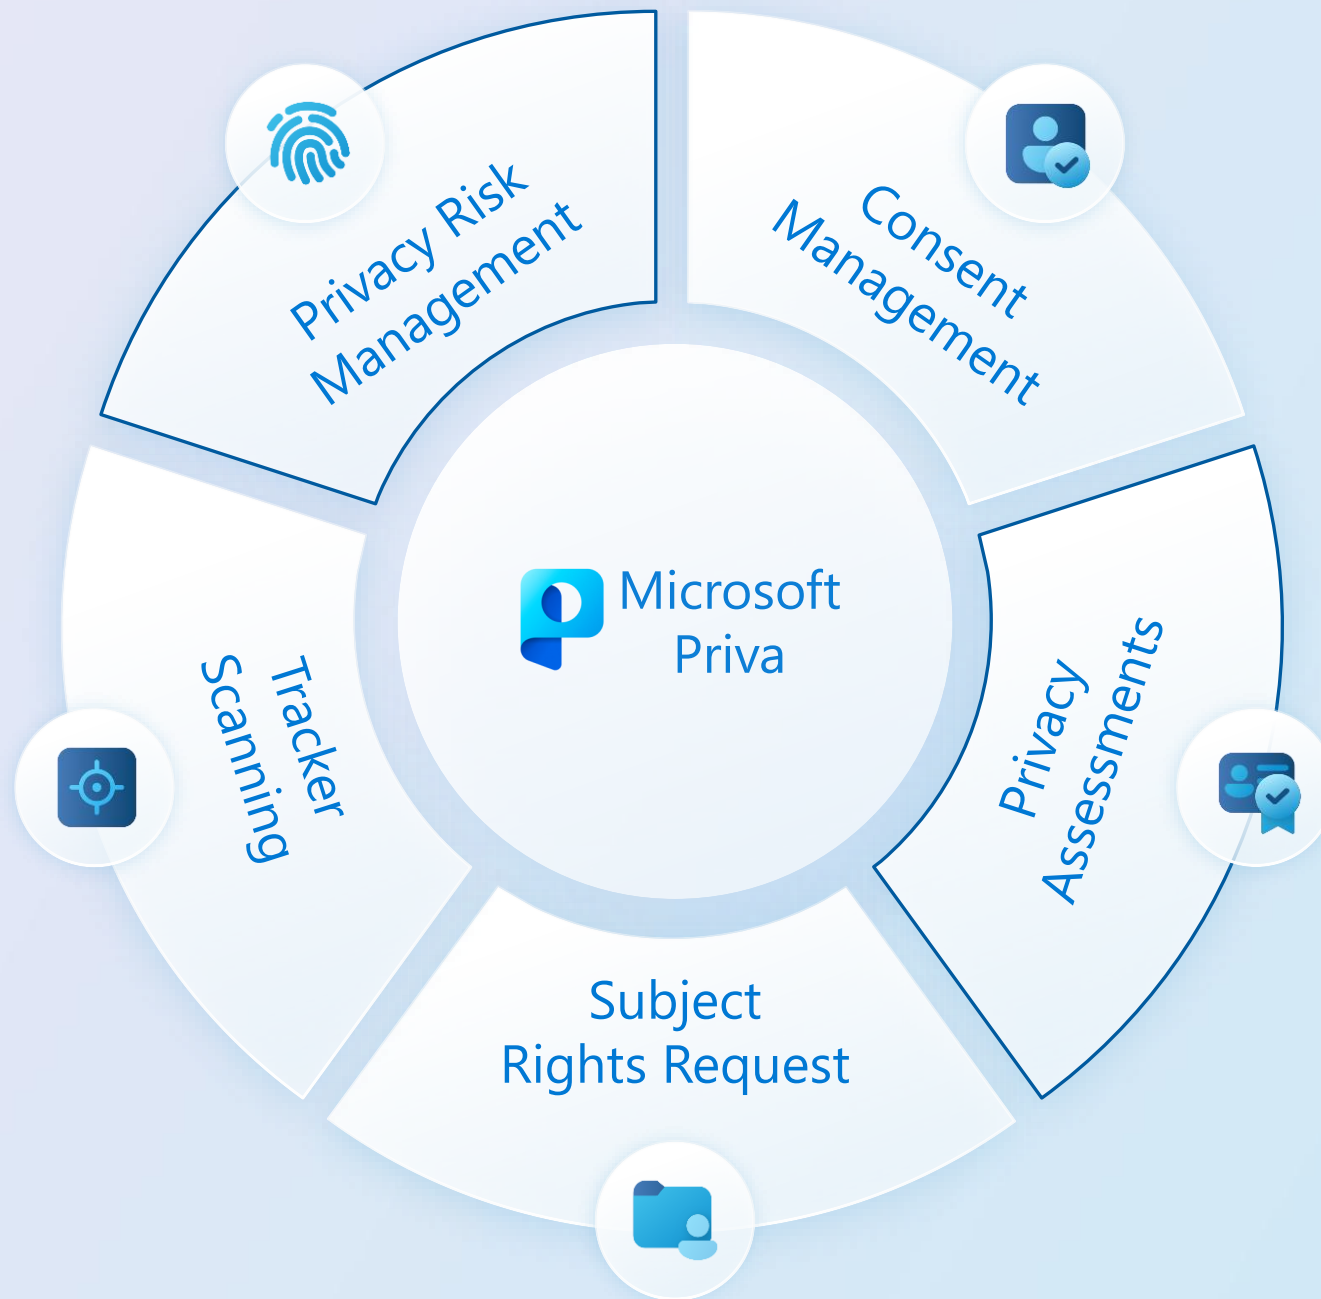 Privacy Risk
Management
Consent
Management
Microsoft
Priva
Tracker
Scanning
Privacy
Assessments
Subject
Rights Request